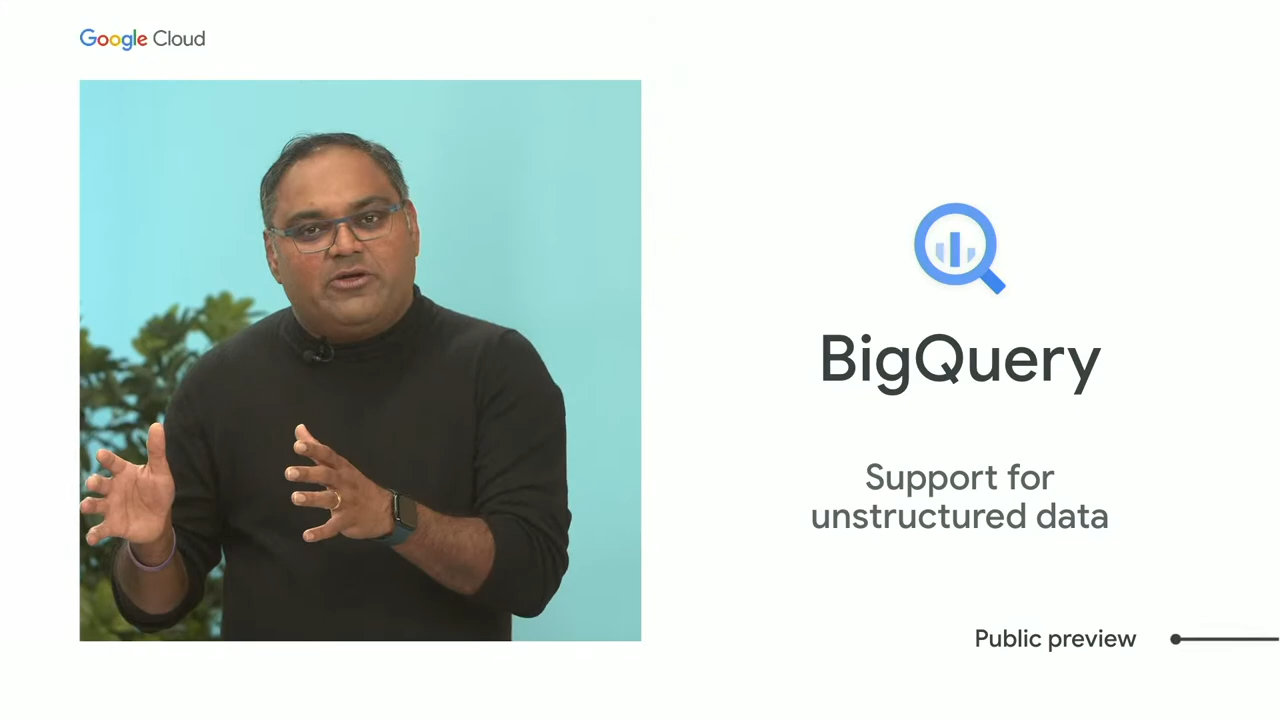 Google Cloud
BigQuery
Support for
unstructured data
Public preview